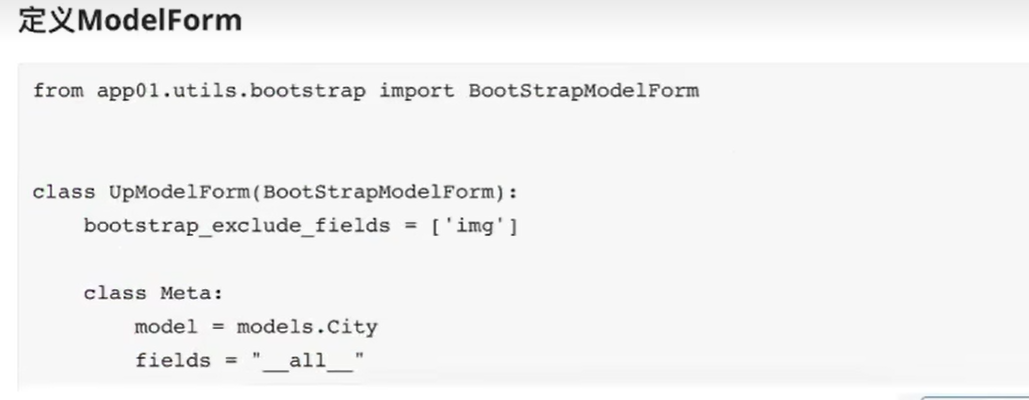 定义ModelForm
from app01.utils.bootstrap import BootStrapModelForm
class UpModelForm(BootStrapModelForm):
    bootstrap_exclude_fields = ['img']
    class Meta:
        model = models.City
        fields = "__all__"